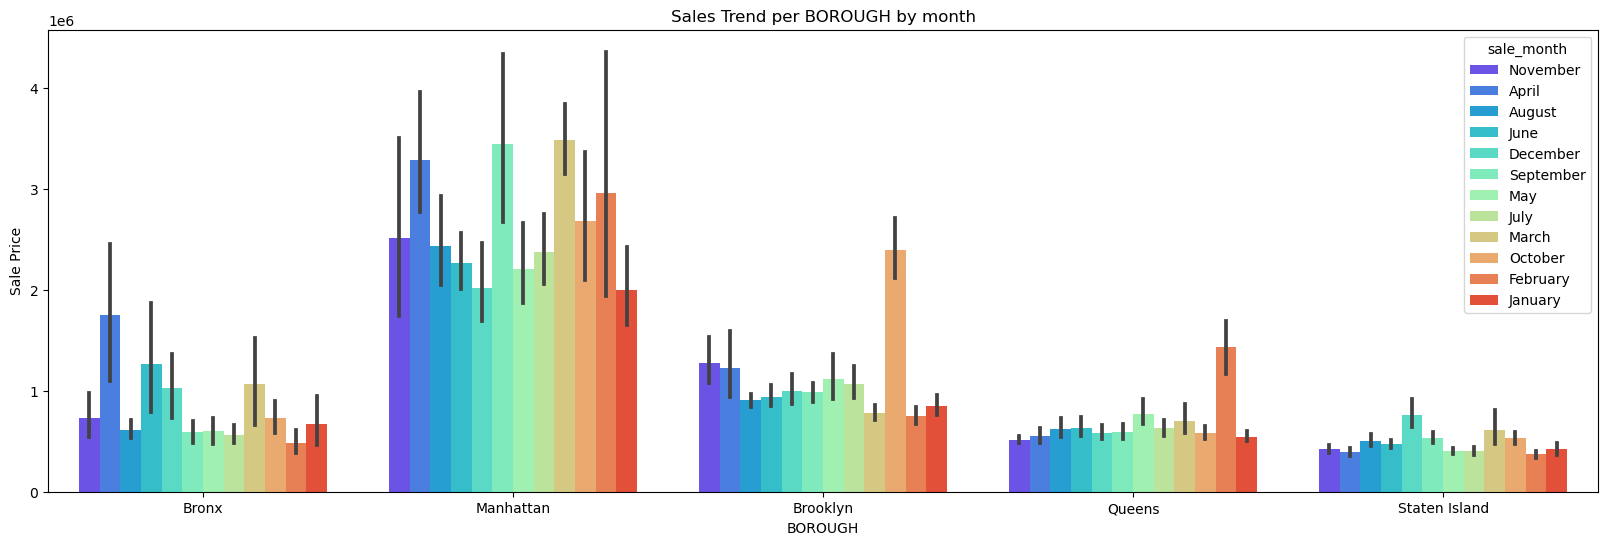 Sales Trend per BOROUGH by month
1e6
4
3
2
1
0
Sale Price
Bronx
Manhattan
Brooklyn
Queens
Staten Island
BOROUGH
sale_month
November
April
August
June
December
September
May
July
March
October
February
January